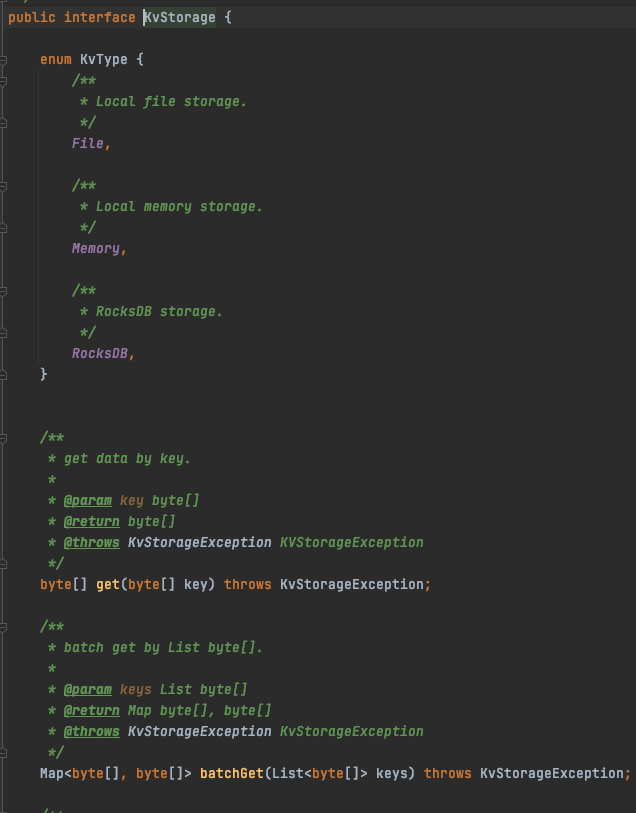 public interface KvStorage {
enum KvType {
/**
* Local file storage.
*/
File,
/**
* Local memory storage.
*/
Memory,
/**
* RocksDB storage.
*/
RocksDB,
}
/**
* get data by key.
*
* @param key byte[]
* @return byte[]
* @throws KvStorageException KVStorageException
*/
byte[] get(byte[] key) throws KvStorageException;
/**
* batch get by List byte[].
*
* @param keys List byte[]
* @return Map byte[], byte[]
* @throws KvStorageException KvStorageException
*/
Map<byte[], byte[]> batchGet(List<byte[]> keys) throws KvStorageException;